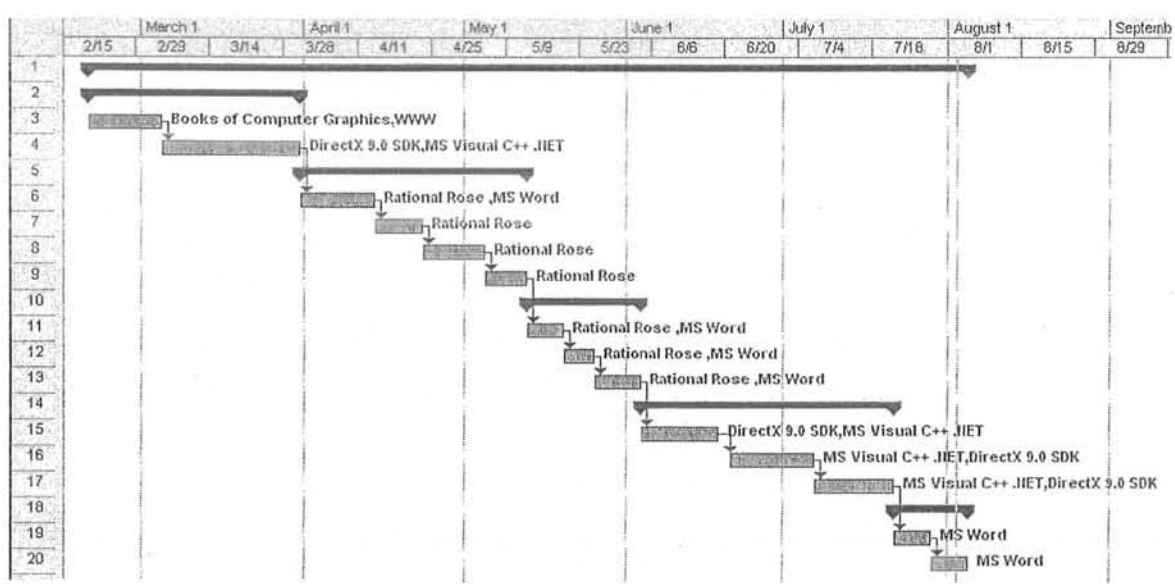 March 1 April 1 May 1 June 1 July 1 August 1 Septemb
2/15 2/29 3/14 3/28 4/11 4/25 5/9 5/23 6/6 6/20 7/4 7/18 8/1 8/15 8/29
1
2
3 Books of Computer Graphics,WWW
4 DirectX 9.0 SDK,MS Visual C++ .NET
5
6 Rational Rose ,MS Word
7 Rational Rose
8 Rational Rose
9 Rational Rose
10
11 Rational Rose ,MS Word
12 Rational Rose ,MS Word
13 Rational Rose ,MS Word
14
15 DirectX 9.0 SDK,MS Visual C++ .NET
16 MS Visual C++ .NET,DirectX 9.0 SDK
17 MS Visual C++ .NET,DirectX 9.0 SDK
18
19 MS Word
20 MS Word